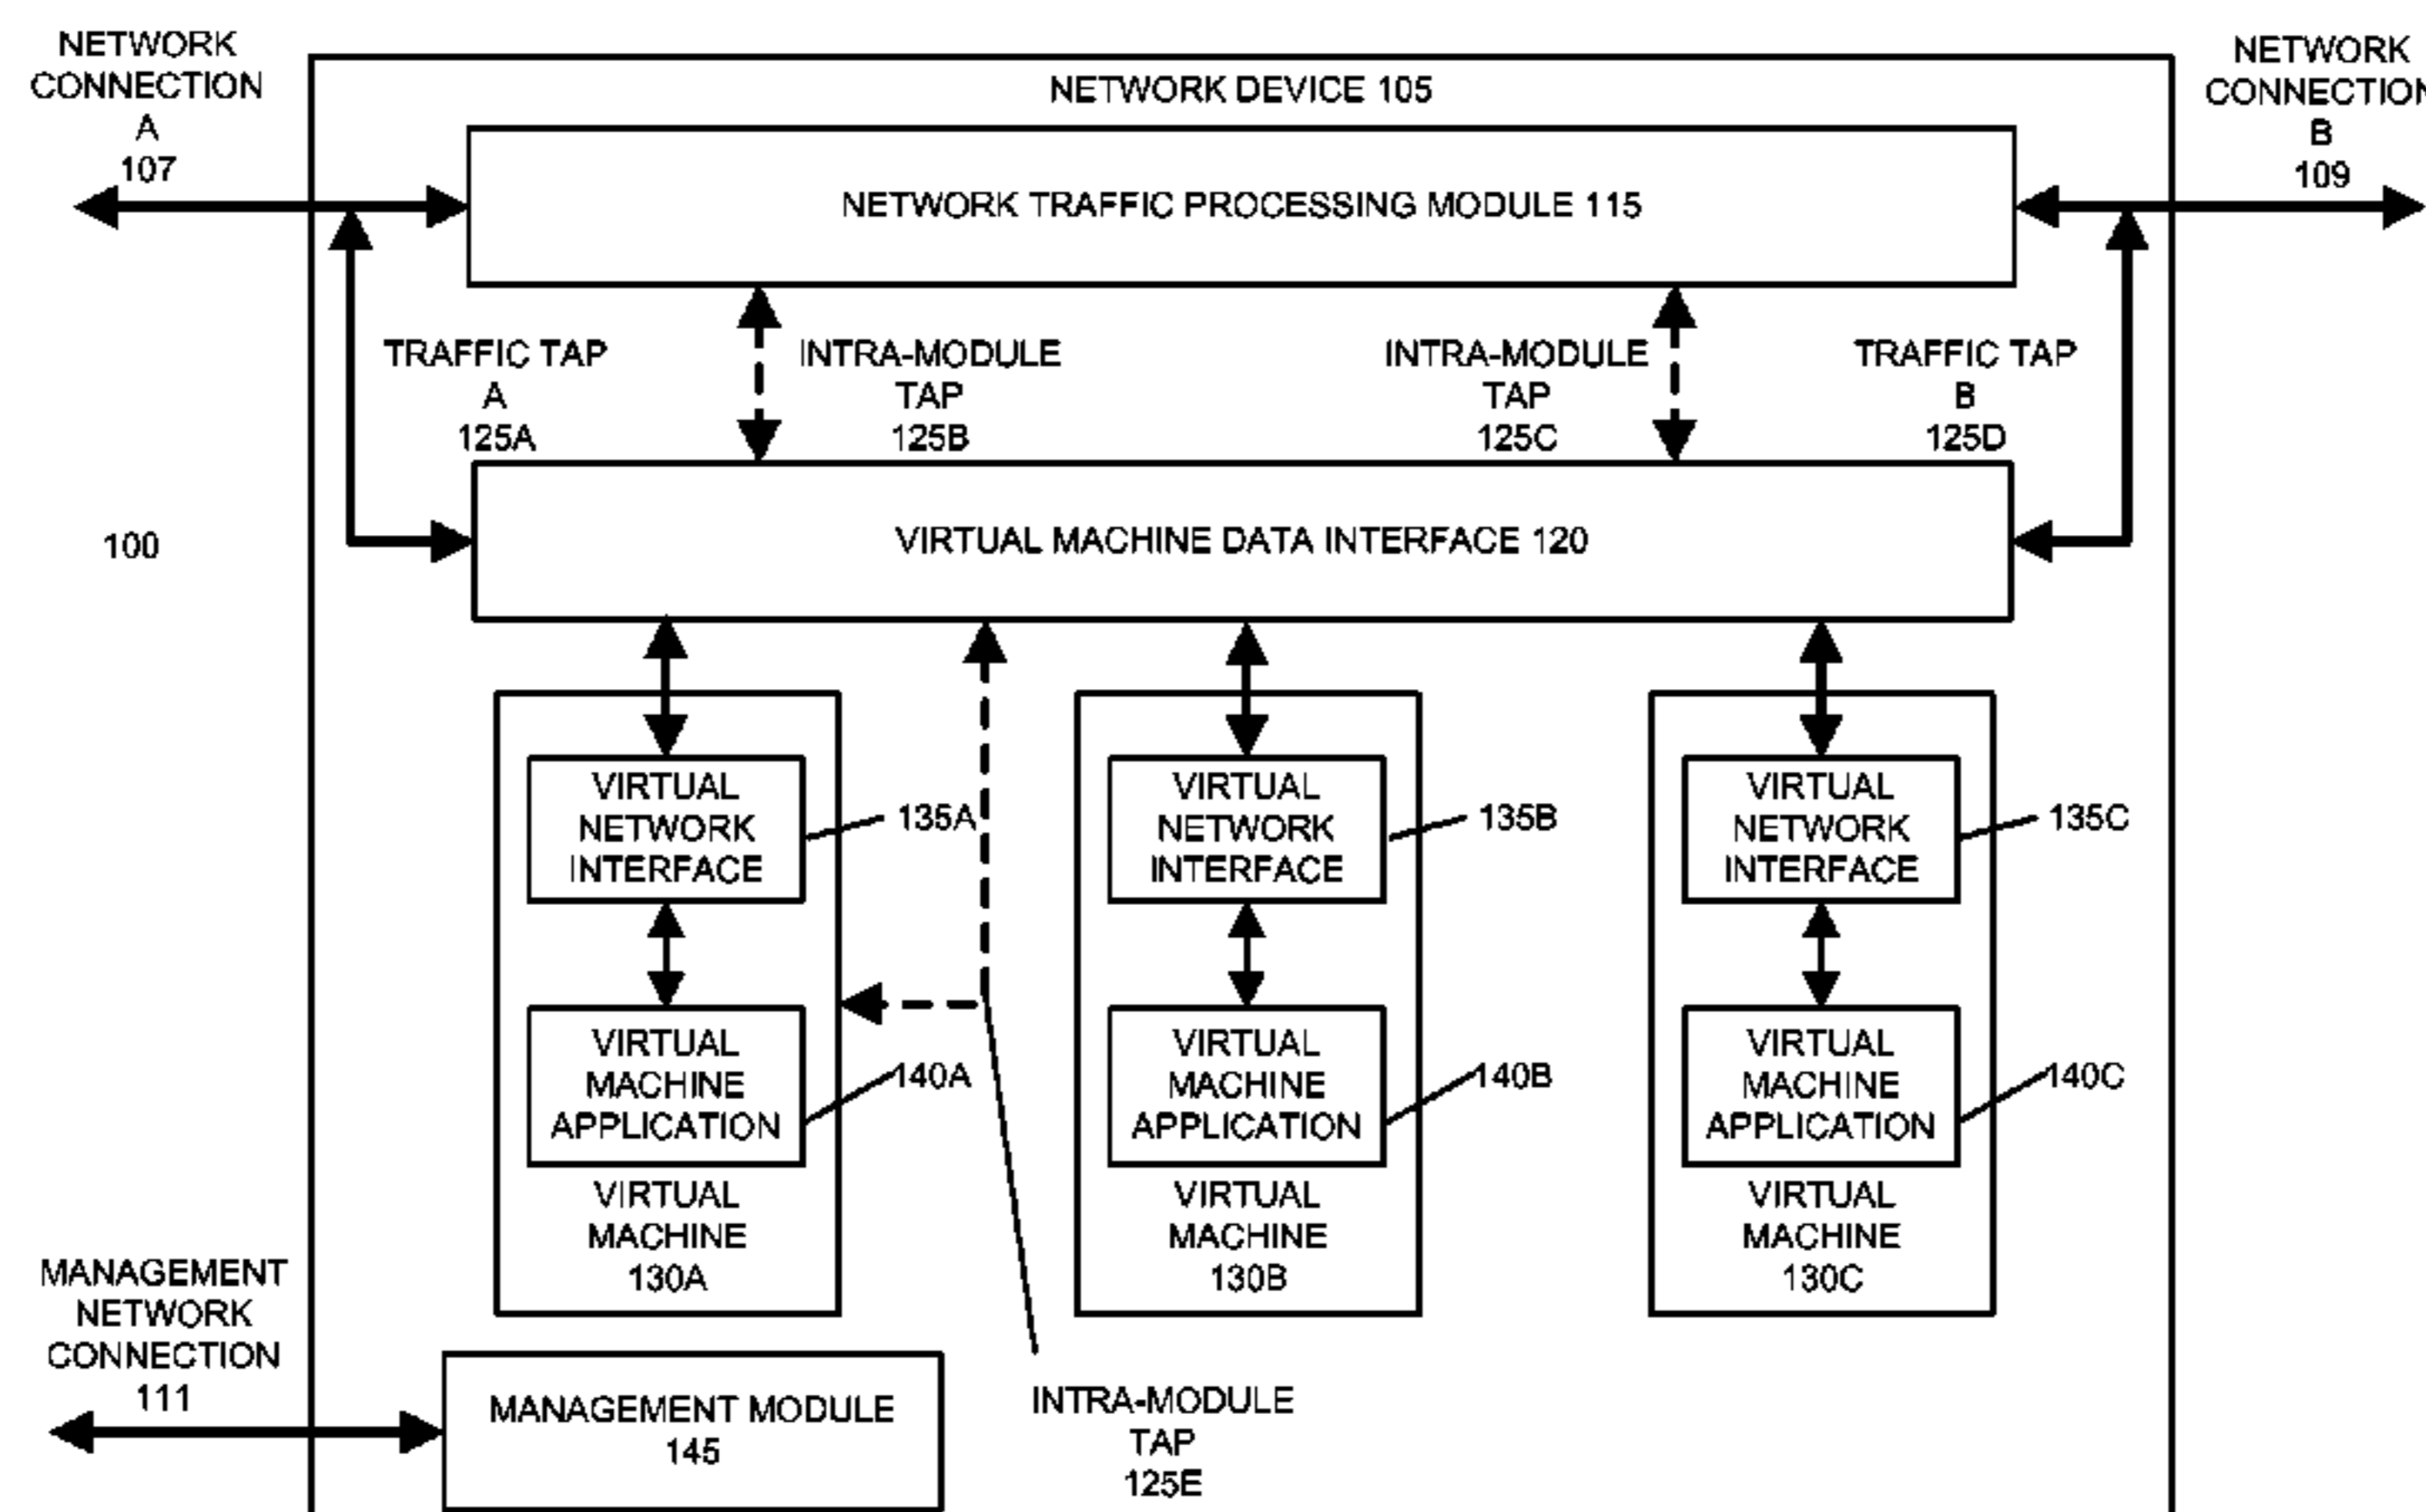 NETWORK
CONNECTION
A
107
NETWORK DEVICE 105
NETWORK
CONNECTION
B
109
NETWORK TRAFFIC PROCESSING MODULE 115
TRAFFIC TAP
A
125A
INTRA-MODULE
TAP
125B
INTRA-MODULE
TAP
125C
TRAFFIC TAP
B
125D
100
VIRTUAL MACHINE DATA INTERFACE 120
VIRTUAL
NETWORK
INTERFACE
135A
VIRTUAL
NETWORK
INTERFACE
135B
VIRTUAL
NETWORK
INTERFACE
135C
VIRTUAL
MACHINE
APPLICATION
140A
VIRTUAL
MACHINE
APPLICATION
140B
VIRTUAL
MACHINE
APPLICATION
140C
VIRTUAL
MACHINE
130A
VIRTUAL
MACHINE
130B
VIRTUAL
MACHINE
130C
MANAGEMENT
NETWORK
CONNECTION
111
MANAGEMENT MODULE
145
INTRA-MODULE
TAP
125E